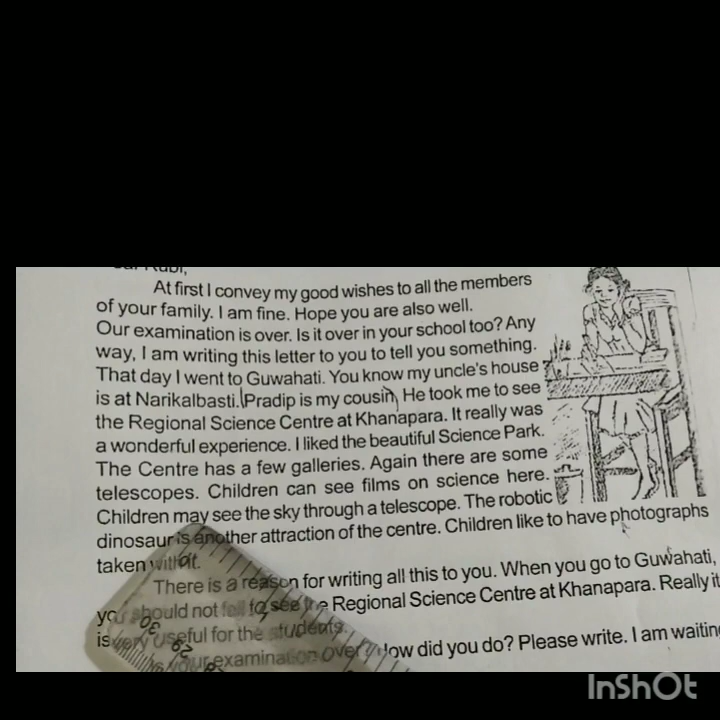 Rubi,
At first I convey my good wishes to all the members
of your family. I am fine. Hope you are also well.
Our examination is over. Is it over in your school too? Any
way, I am writing this letter to you to tell you something.
That day I went to Guwahati. You know my uncle's house
is at Narikalbasti. (Pradip is my cousin) He took me to see
the Regional Science Centre at Khanapara. It really was
a wonderful experience. I liked the beautiful Science Park.
The Centre has a few galleries. Again there are some
telescopes. Children can see films on science here.
Children may see the sky through a telescope. The robotic
dinosaur is another attraction of the centre. Children like to have photographs
taken with it.
There is a reason for writing all this to you. When you go to Guwahati,
you should not fail to see the Regional Science Centre at Khanapara. Really it
is very useful for the students.
Is your examination over? How did you do? Please write. I am waiting
30 29
InShOt